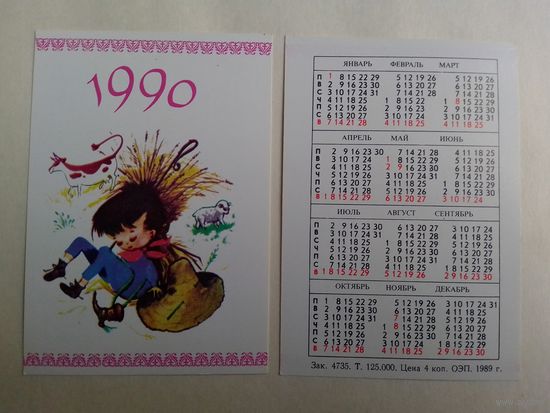 1990
ЯНВАРЬ ФЕВРАЛЬ МАРТ
П 1 8 15 22 29 5 12 19 26 5 12 19 26
В 2 9 16 23 30 6 13 20 27 6 13 20 27
С 3 10 17 24 31 7 14 21 28 7 14 21 28
Ч 4 11 18 25 1 8 15 22 1 8 15 22 29
П 5 12 19 26 2 9 16 23 2 9 16 23 30
С 6 13 20 27 3 10 17 24 3 10 17 24 31
В 7 14 21 28 4 11 18 25 4 11 18 25
АПРЕЛЬ МАЙ ИЮНЬ
П 2 9 16 23 30 7 14 21 28 4 11 18 25
В 3 10 17 24 1 8 15 22 29 5 12 19 26
С 4 11 18 25 2 9 16 23 30 6 13 20 27
Ч 5 12 19 26 3 10 17 24 31 7 14 21 28
П 6 13 20 27 4 11 18 25 1 8 15 22 29
С 7 14 21 28 5 12 19 26 2 9 16 23 30
В 1 8 15 22 29 6 13 20 27 3 10 17 24
ИЮЛЬ АВГУСТ СЕНТЯБРЬ
П 2 9 16 23 30 6 13 20 27 3 10 17 24
В 3 10 17 24 31 7 14 21 28 4 11 18 25
С 4 11 18 25 1 8 15 22 29 5 12 19 26
Ч 5 12 19 26 2 9 16 23 30 6 13 20 27
П 6 13 20 27 3 10 17 24 31 7 14 21 28
С 7 14 21 28 4 11 18 25 1 8 15 22 29
В 1 8 15 22 29 5 12 19 26 2 9 16 23 30
ОКТЯБРЬ НОЯБРЬ ДЕКАБРЬ
П 1 8 15 22 29 5 12 19 26 3 10 17 24 31
В 2 9 16 23 30 6 13 20 27 4 11 18 25
С 3 10 17 24 31 7 14 21 28 5 12 19 26
Ч 4 11 18 25 1 8 15 22 29 6 13 20 27
П 5 12 19 26 2 9 16 23 30 7 14 21 28
С 6 13 20 27 3 10 17 24 1 8 15 22 29
В 7 14 21 28 4 11 18 25 2 9 16 23 30
Зак. 4735. Т. 125.000. Цена 4 коп. ОЭП. 1989 г.